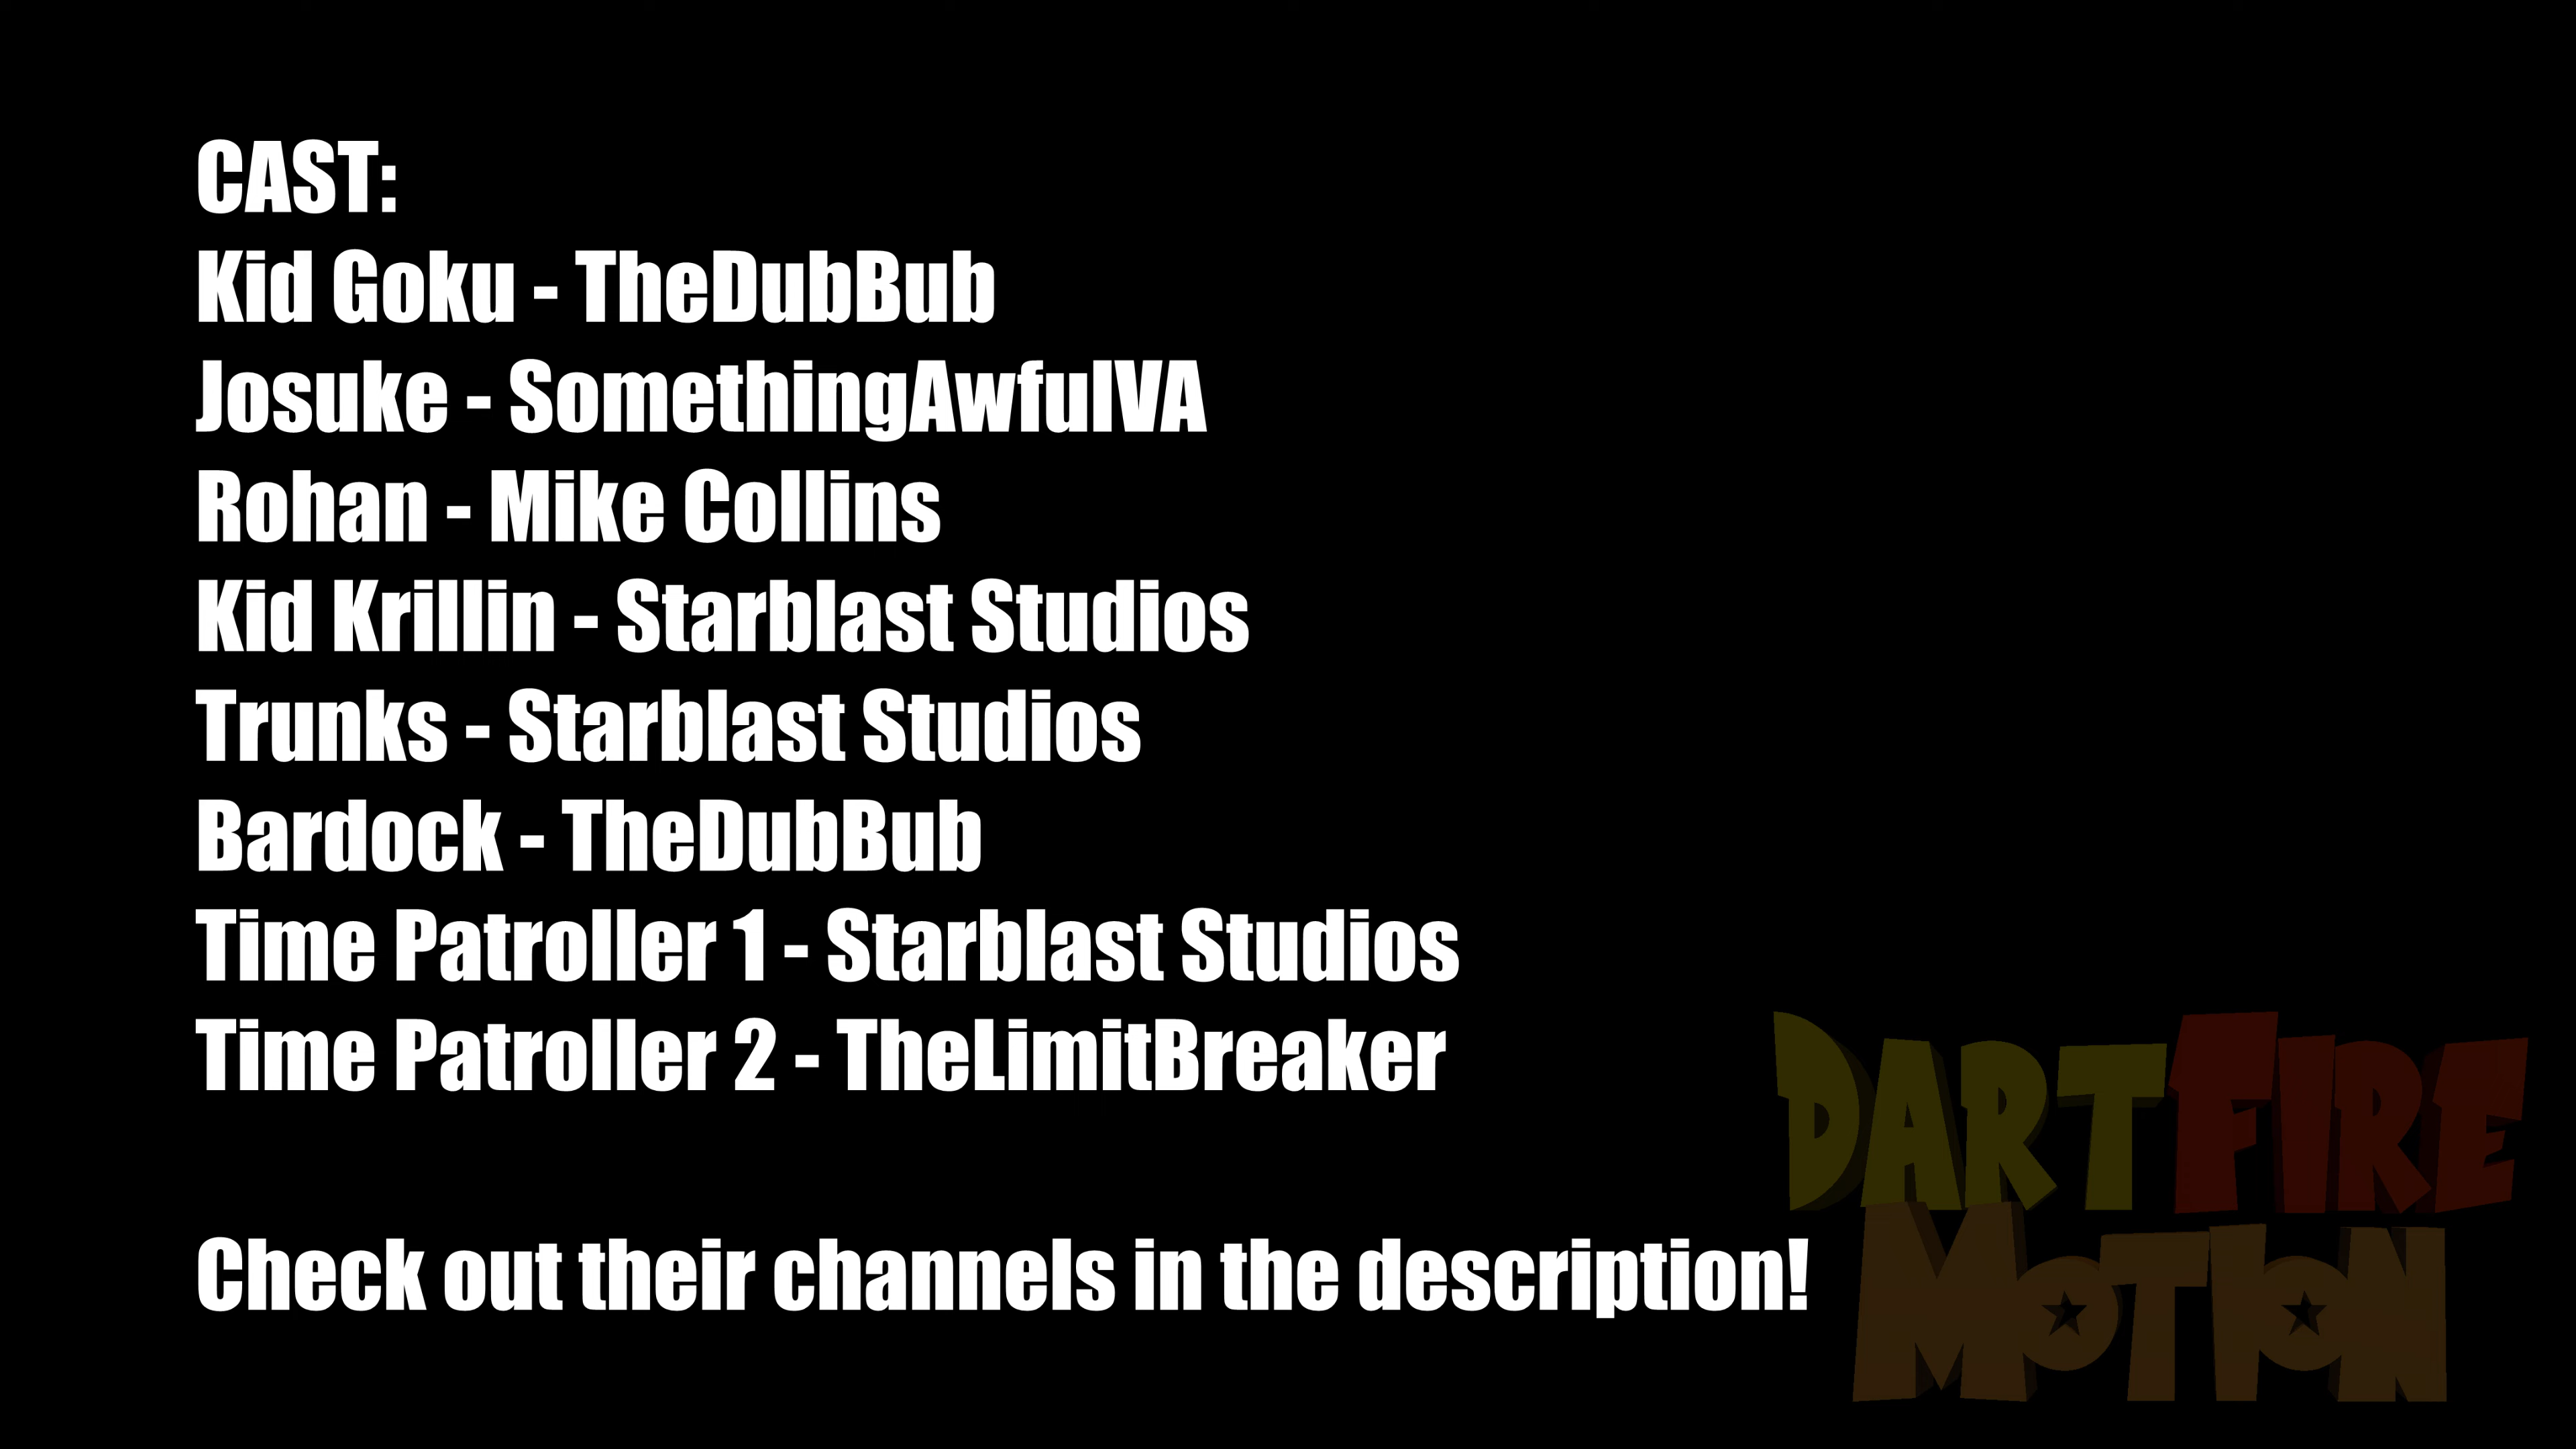 CAST:
Kid Goku - TheDubBub
Josuke - SomethingAwfulVA
Rohan - Mike Collins
Kid Krillin - Starblast Studios
Trunks - Starblast Studios
Bardock - TheDubBub
Time Patroller 1 - Starblast Studios
Time Patroller 2 - TheLimitBreaker
Check out their channels in the description!
DARTFIRE
MOTION